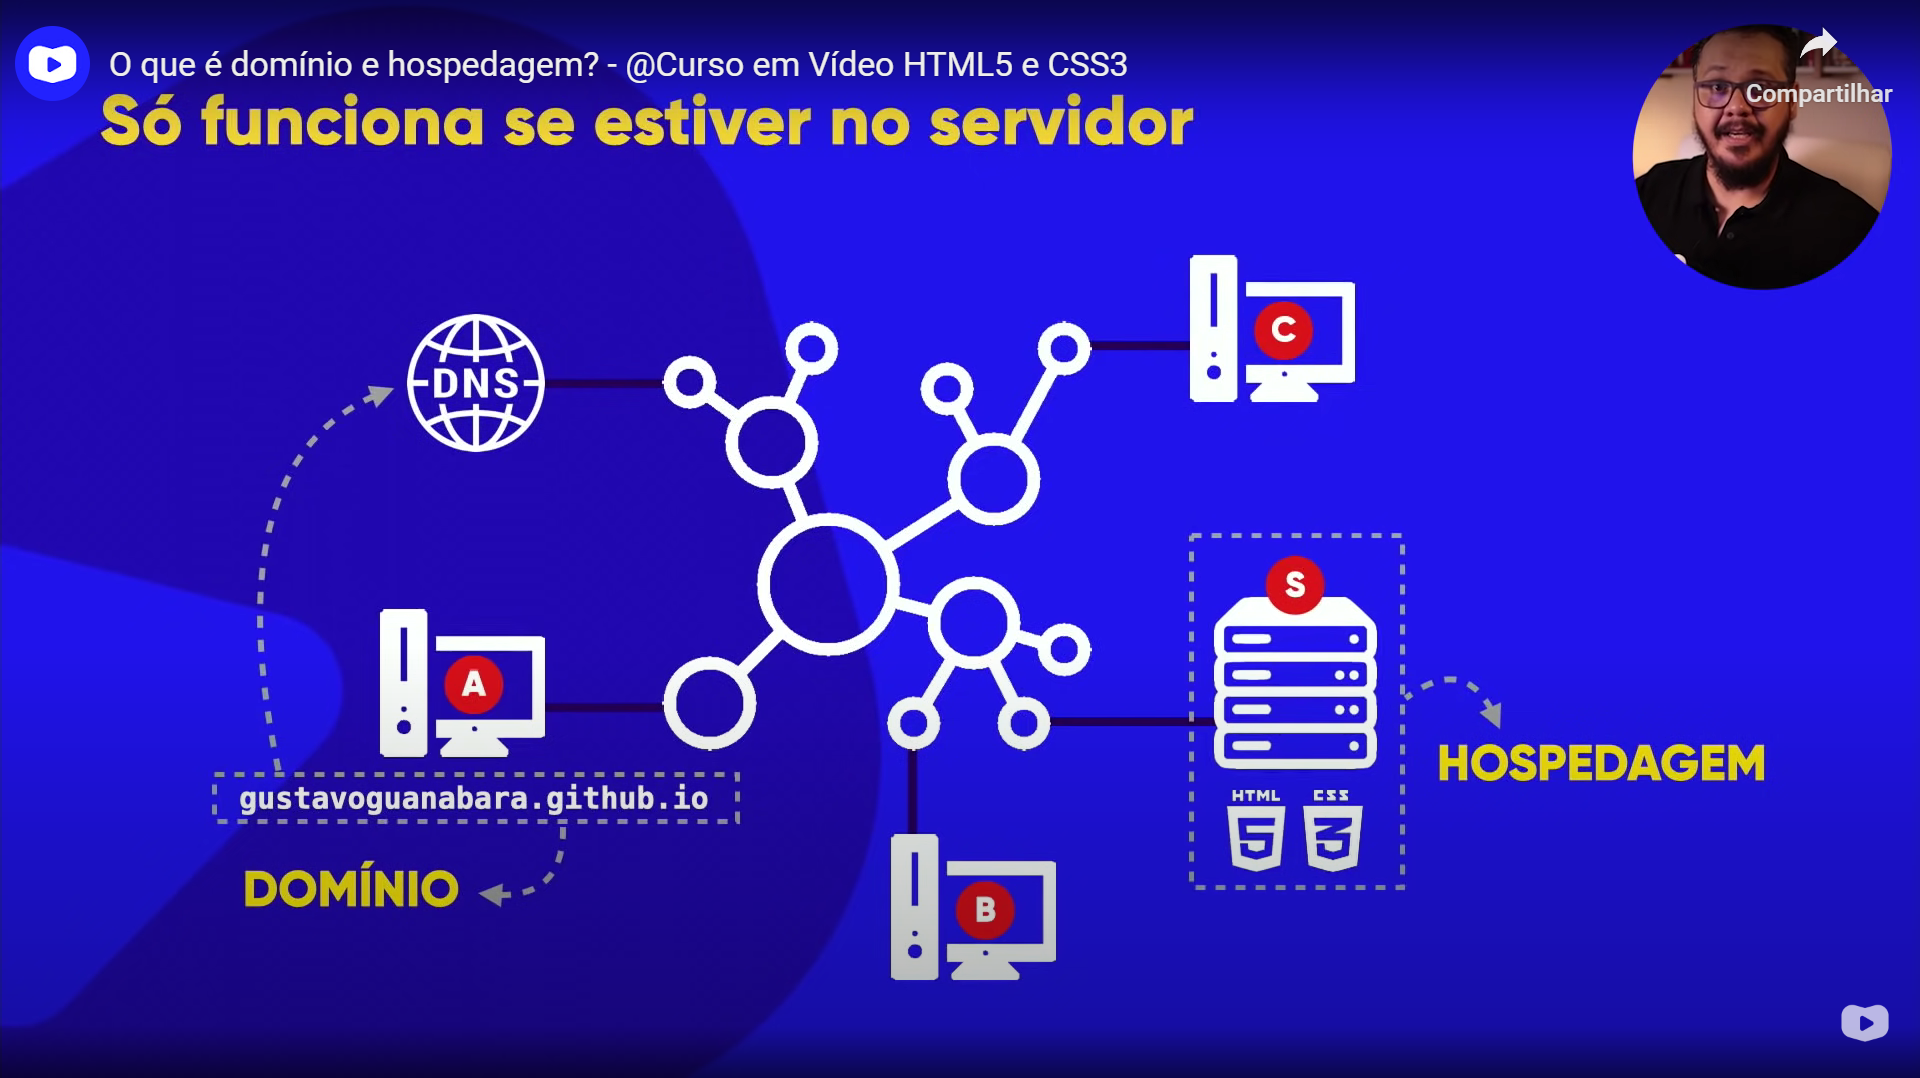 O que é domínio e hospedagem? - @Curso em Vídeo HTML5 e CSS3
Compartilhar
Só funciona se estiver no servidor
DNS
C
S
A
HOSPEDAGEM
gustavoguanabara.github.io
HTML CSS
5 3
DOMÍNIO
B